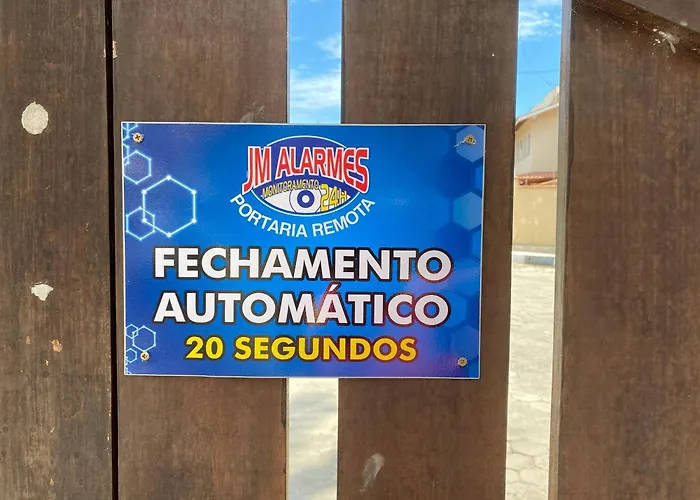 JM ALARMES
MONITORAMENTO
24hs
PORTARIA REMOTA
FECHAMENTO
AUTOMÁTICO
20 SEGUNDOS